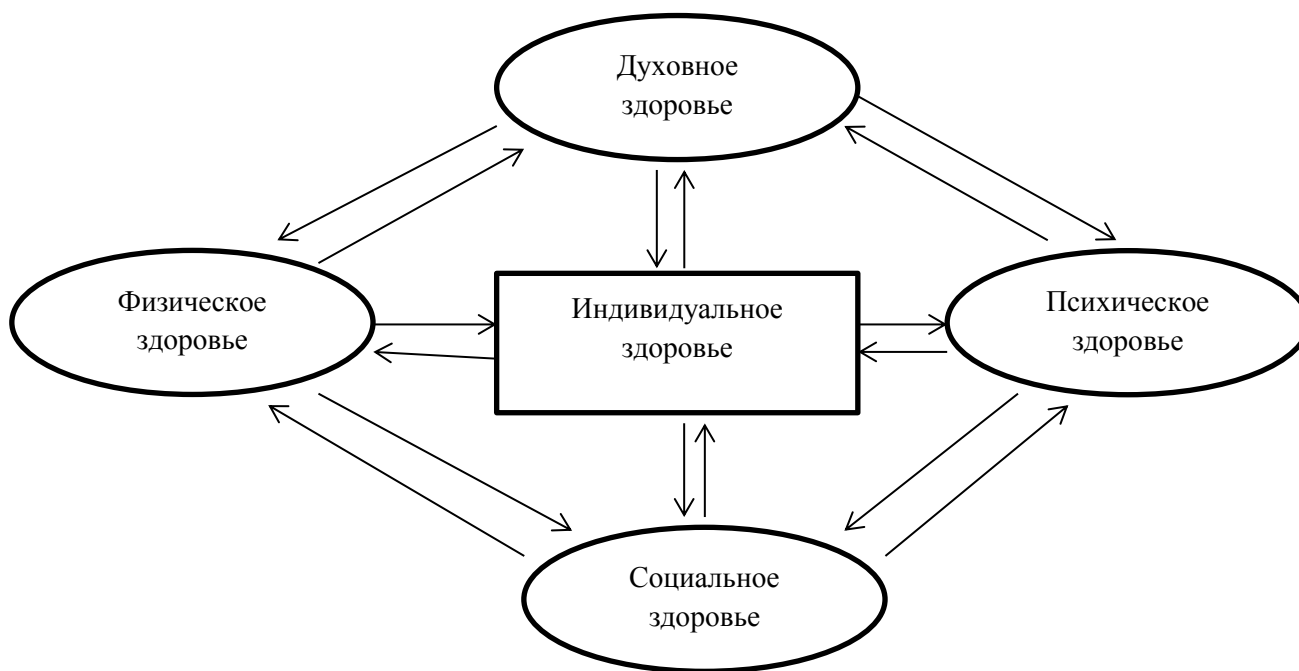 Духовное
здоровье
Физическое
здоровье
Индивидуальное
здоровье
Психическое
здоровье
Социальное
здоровье